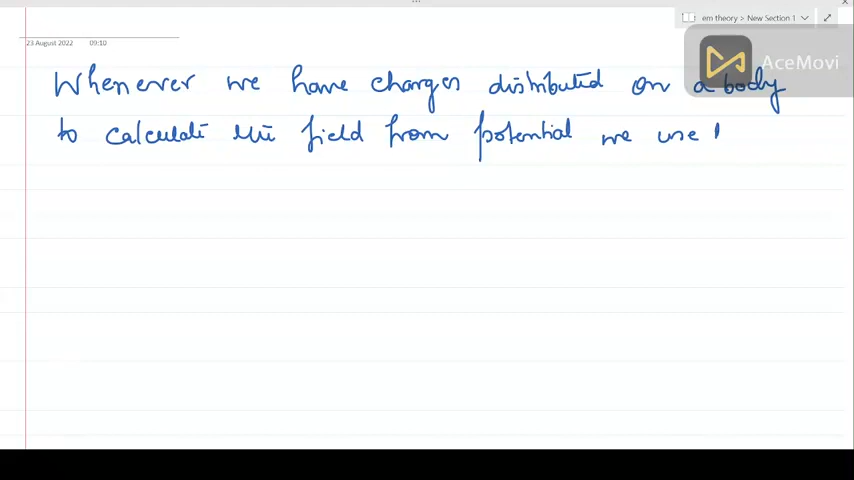 em theory > New Section 1
23 August 2022 09:10
AceMovi
Whenever we have charges distributed on a body
to calculate the field from potential we use